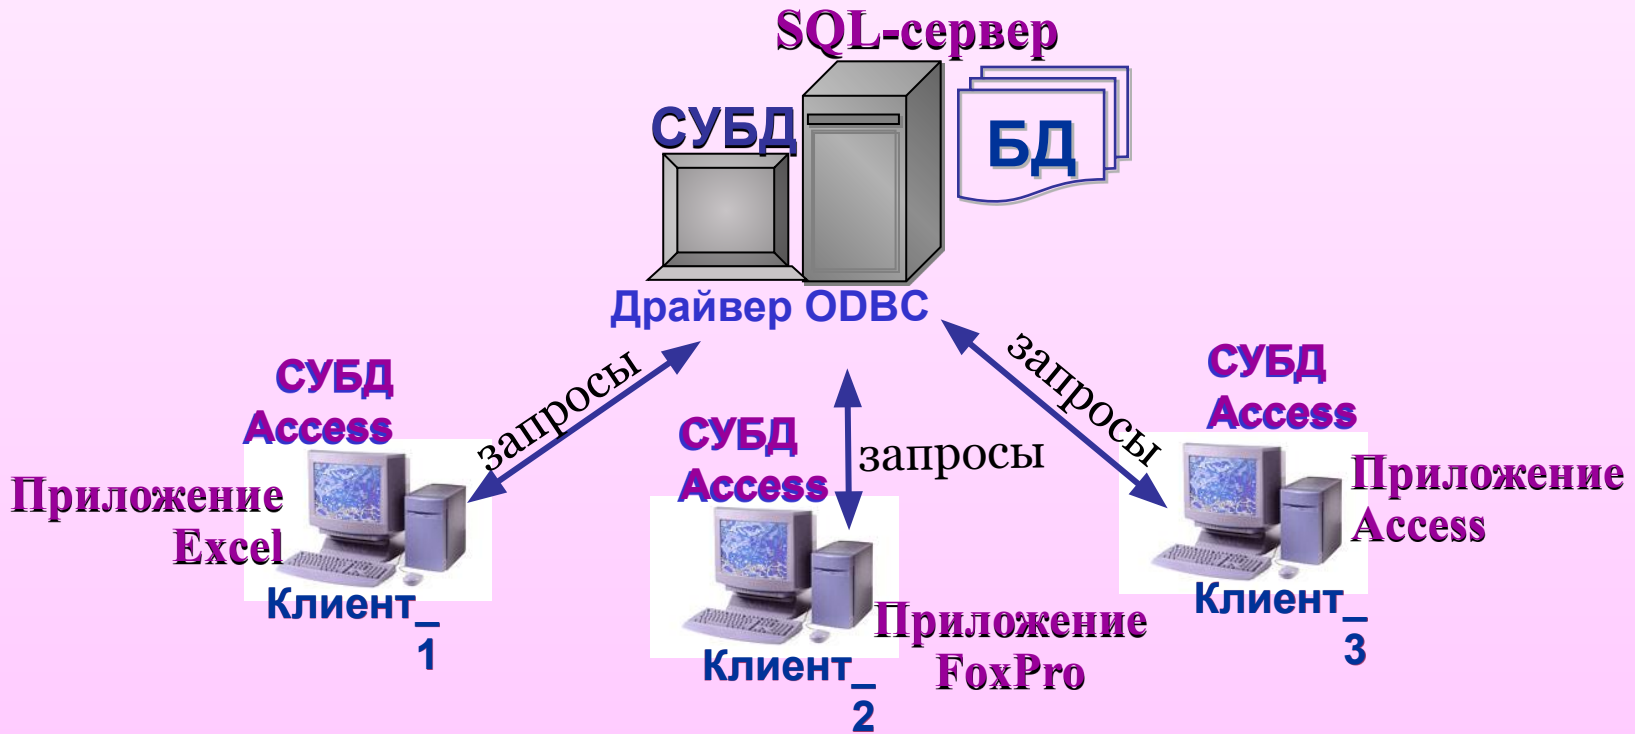 SQL-сервер
СУБД
БД
Драйвер ODBC
запросы
запросы
запросы
СУБД
Access
Приложение
Excel
Клиент_
1
СУБД
Access
Клиент_
2
Приложение
FoxPro
СУБД
Access
Приложение
Access
Клиент_
3